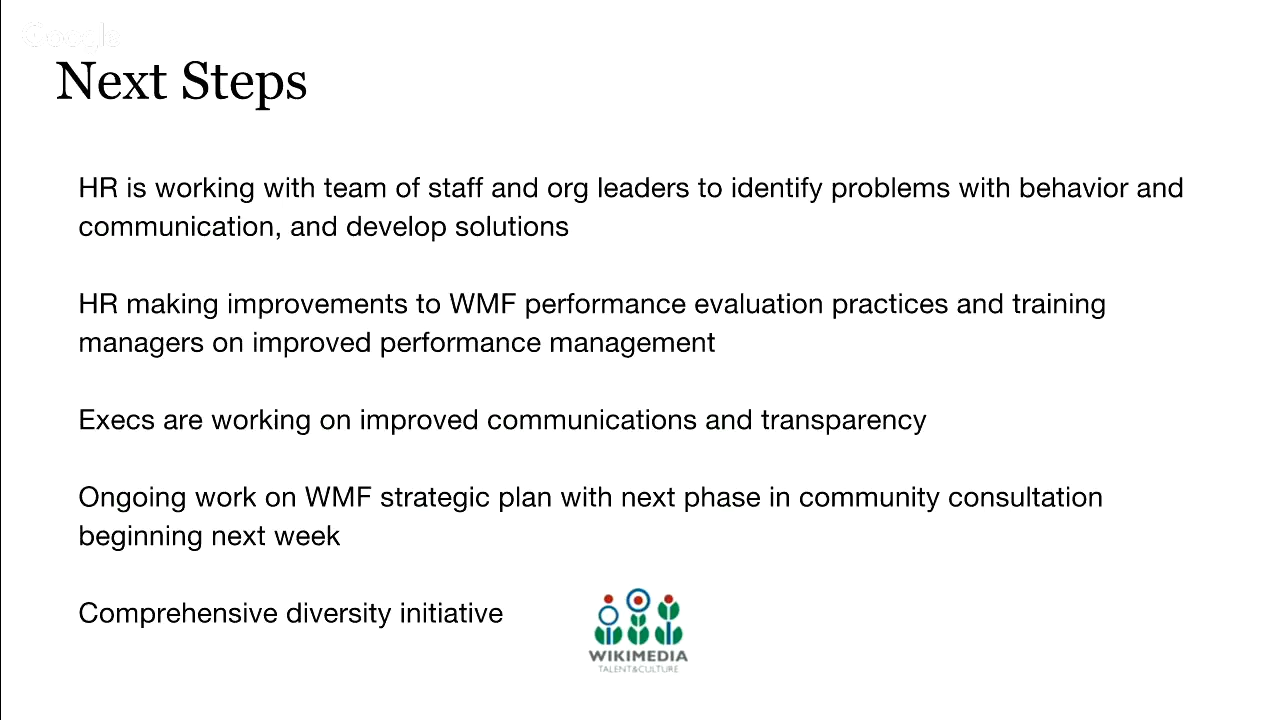 Google
Next Steps
HR is working with team of staff and org leaders to identify problems with behavior and
communication, and develop solutions
HR making improvements to WMF performance evaluation practices and training
managers on improved performance management
Execs are working on improved communications and transparency
Ongoing work on WMF strategic plan with next phase in community consultation
beginning next week
Comprehensive diversity initiative
WIKIMEDIA
TALENT&CULTURE